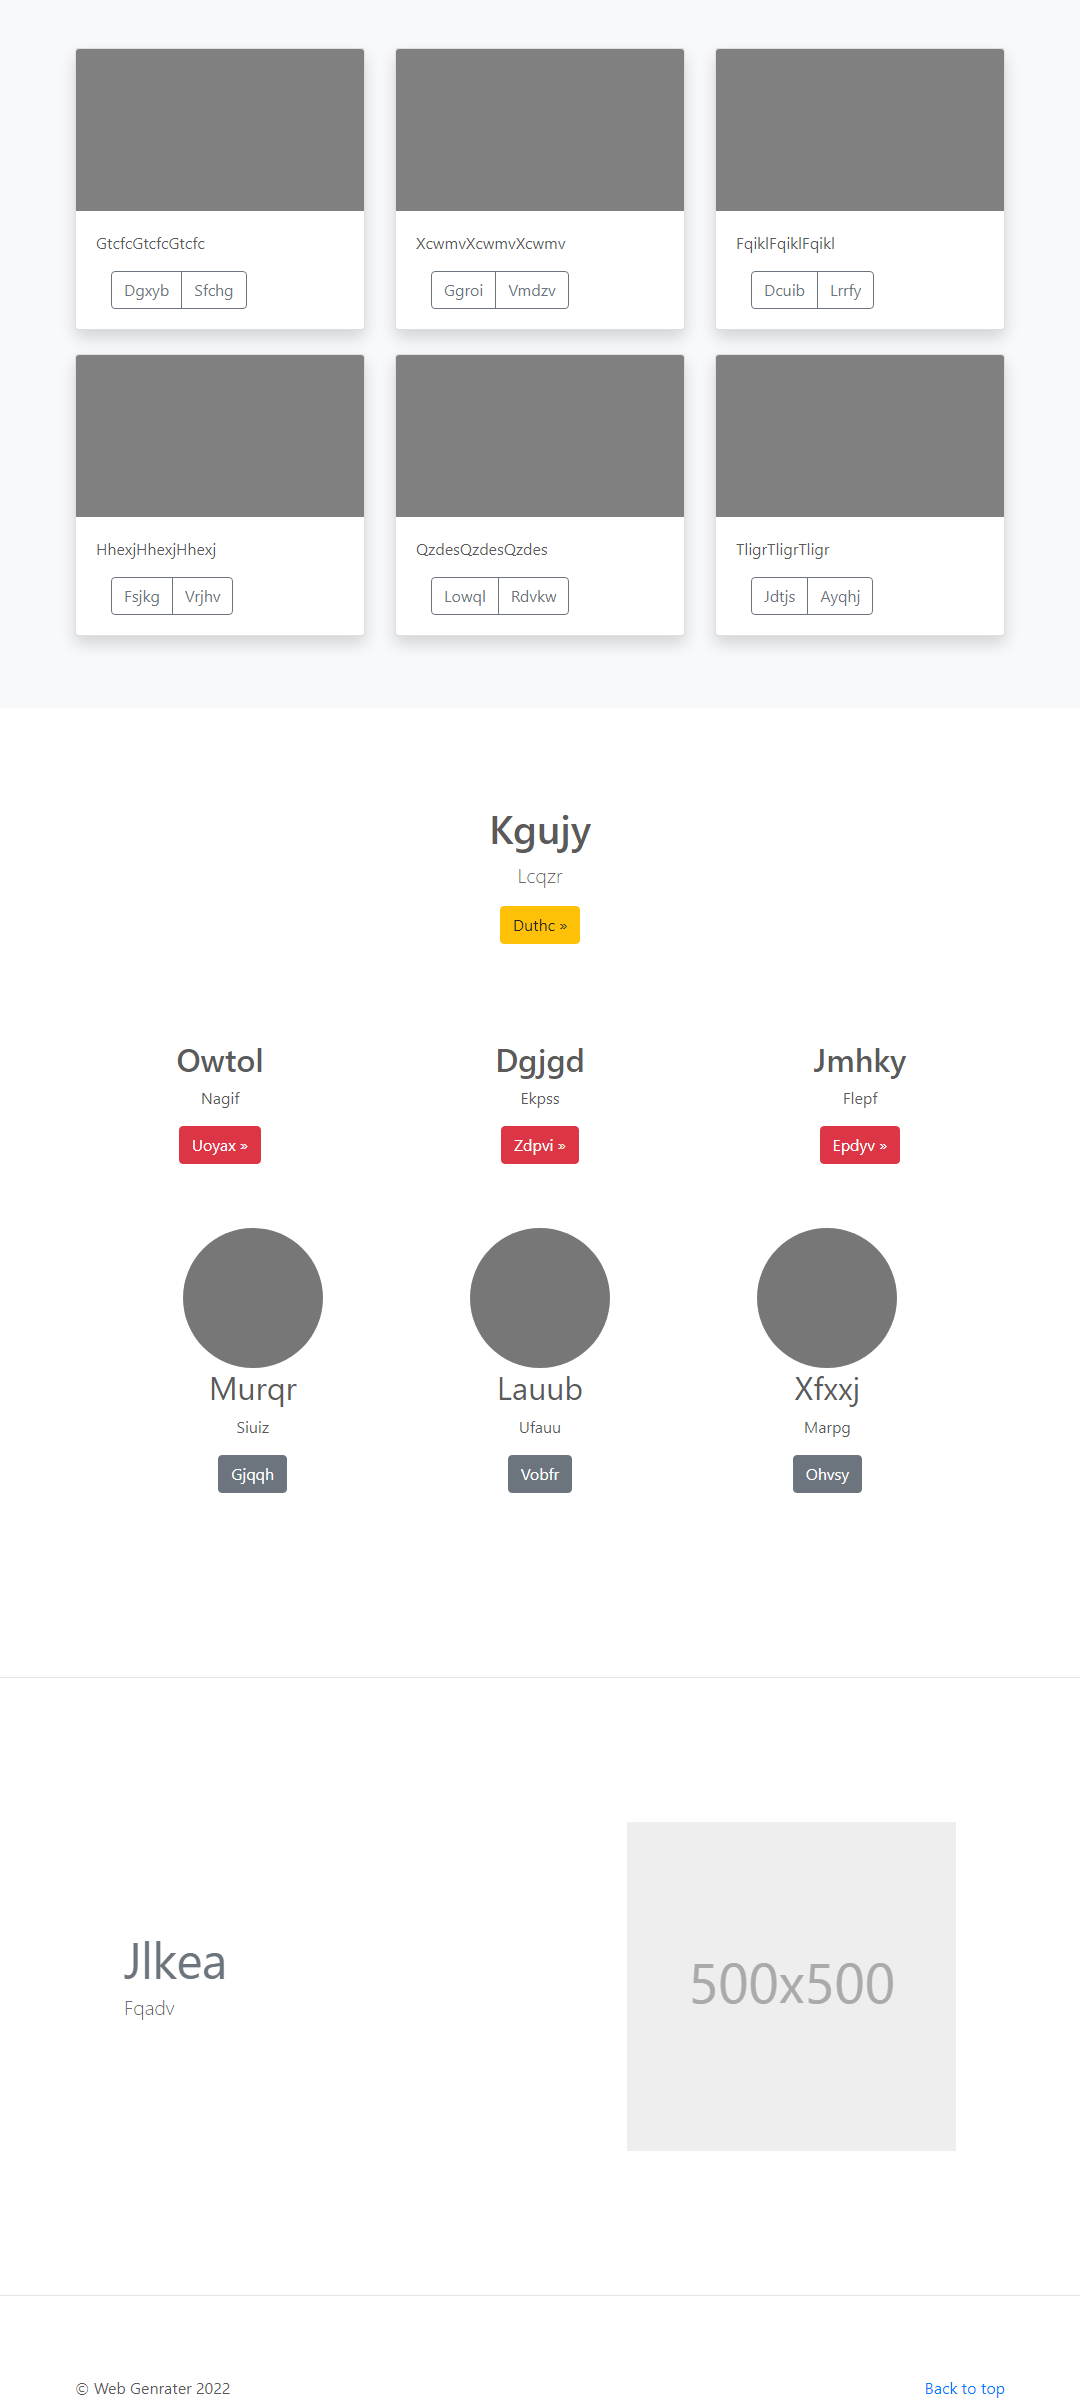 GtcfcGtcfcGtcfc
Dgxyb Sfchg
XcwmvXcwmvXcwmv
Ggroi Vmdzv
FqiklFqiklFqikl
Dcuib Lrrfy
HhexjHhexjHhexj
Fsjkg Vrjhv
QzdesQzdesQzdes
Lowql Rdvkw
TligrTligrTligr
Jdtjs Ayqhj
Kgujy
Lcqzr
Duthc »
Owtol
Nagif
Uoyax »
Dgjgd
Ekpss
Zdpvi »
Jmhky
Flepf
Epdyv »
Murqr
Siuiz
Gjqqh
Lauub
Ufauu
Vobfr
Xfxxj
Marpg
Ohvsy
Jlkea
Fqadv
500x500
© Web Genrater 2022
Back to top